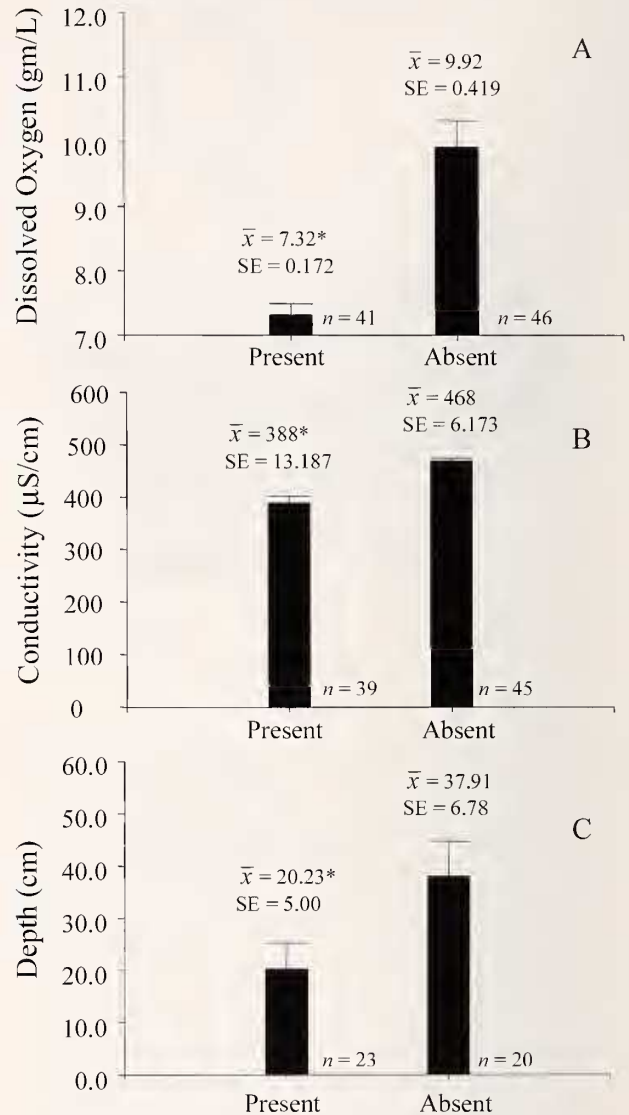 12.0
Dissolved Oxygen (gm/L)
A
11.0
x̄ = 9.92
SE = 0.419
10.0
9.0
x̄ = 7.32*
SE = 0.172
8.0
7.0
n = 41
n = 46
Present
Absent
600
Conductivity (µS/cm)
x̄ = 468
SE = 6.173
B
500
x̄ = 388*
SE = 13.187
400
300
200
100
0
n = 39
n = 45
Present
Absent
60.0
Depth (cm)
x̄ = 37.91
SE = 6.78
C
50.0
40.0
x̄ = 20.23*
SE = 5.00
30.0
20.0
10.0
0.0
n = 23
n = 20
Present
Absent